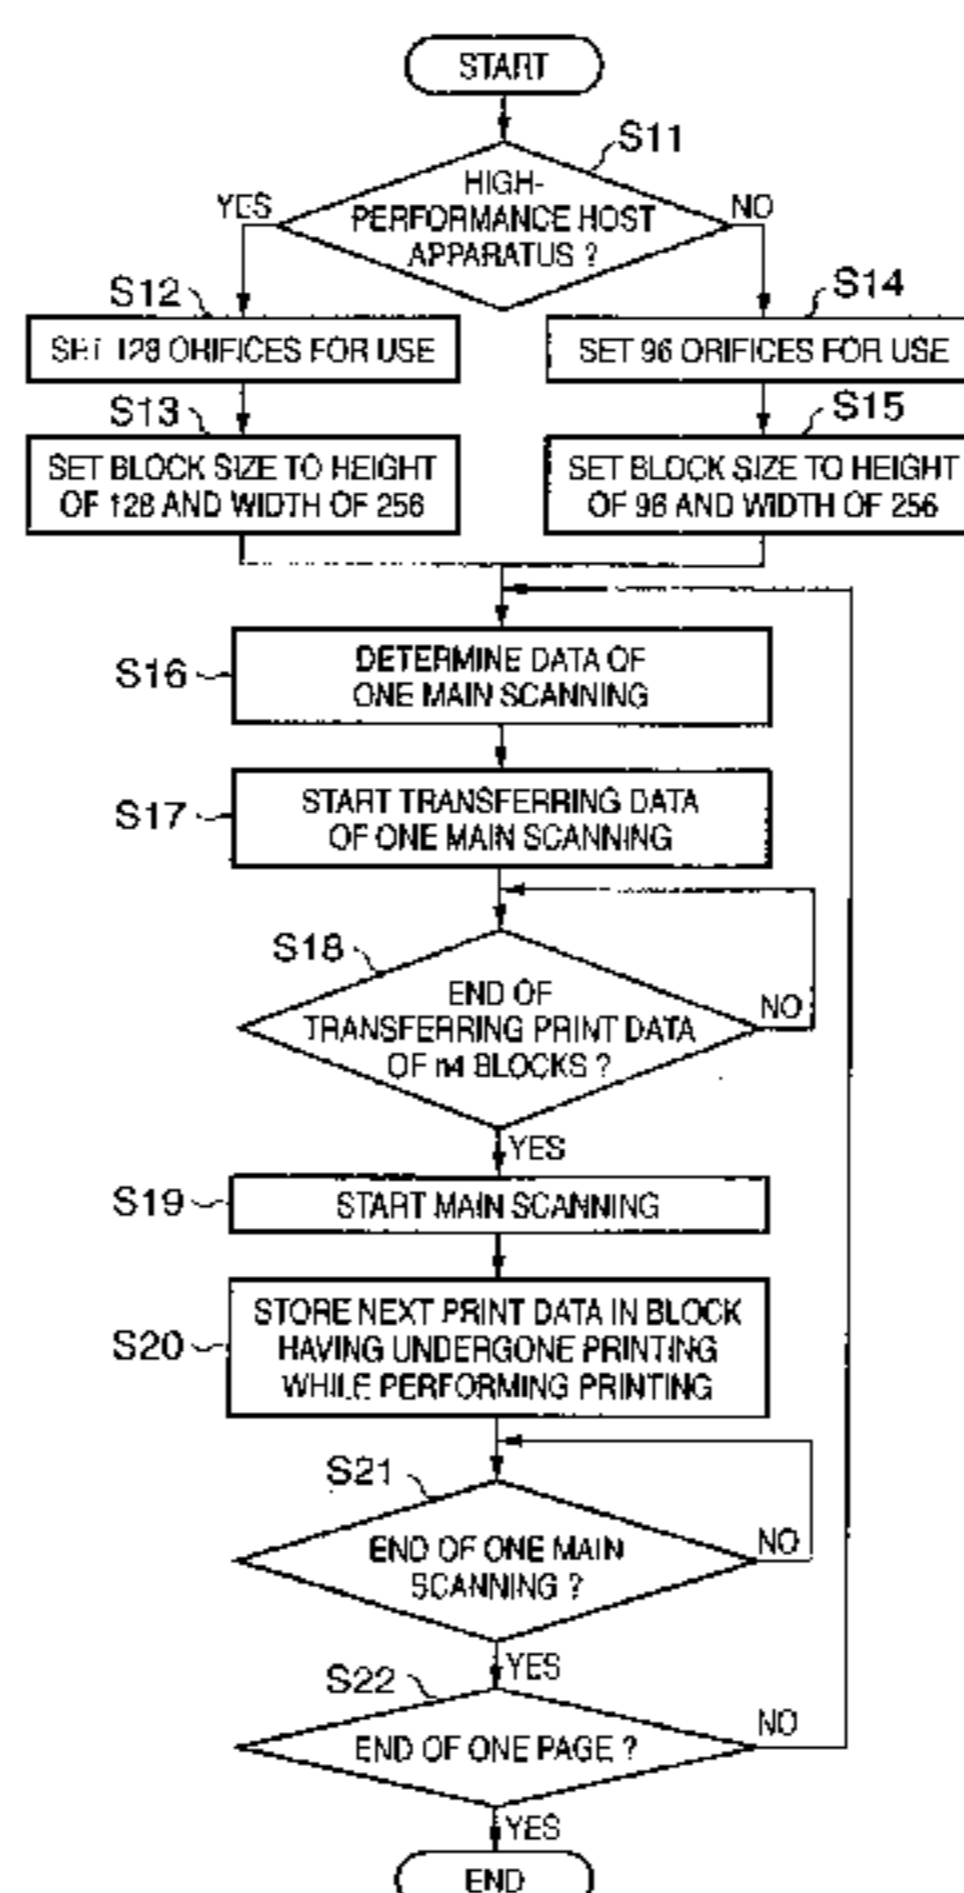 START
S11
HIGH-
PERFORMANCE HOST
APPARATUS ?
YES
NO
S12
SET 128 ORIFICES FOR USE
S14
SET 96 ORIFICES FOR USE
S13
SET BLOCK SIZE TO HEIGHT
OF 128 AND WIDTH OF 256
S15
SET BLOCK SIZE TO HEIGHT
OF 96 AND WIDTH OF 256
S16
DETERMINE DATA OF
ONE MAIN SCANNING
S17
START TRANSFERRING DATA
OF ONE MAIN SCANNING
S18
END OF
TRANSFERRING PRINT DATA
OF n4 BLOCKS ?
NO
YES
S19
START MAIN SCANNING
S20
STORE NEXT PRINT DATA IN BLOCK
HAVING UNDERGONE PRINTING
WHILE PERFORMING PRINTING
S21
END OF ONE MAIN
SCANNING ?
NO
YES
S22
END OF ONE PAGE ?
NO
YES
END